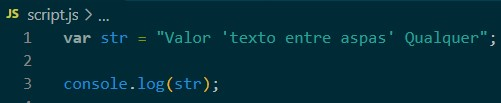 JS script.js > ...
1 var str = "Valor 'texto entre aspas' Qualquer";
2
3 console.log(str);